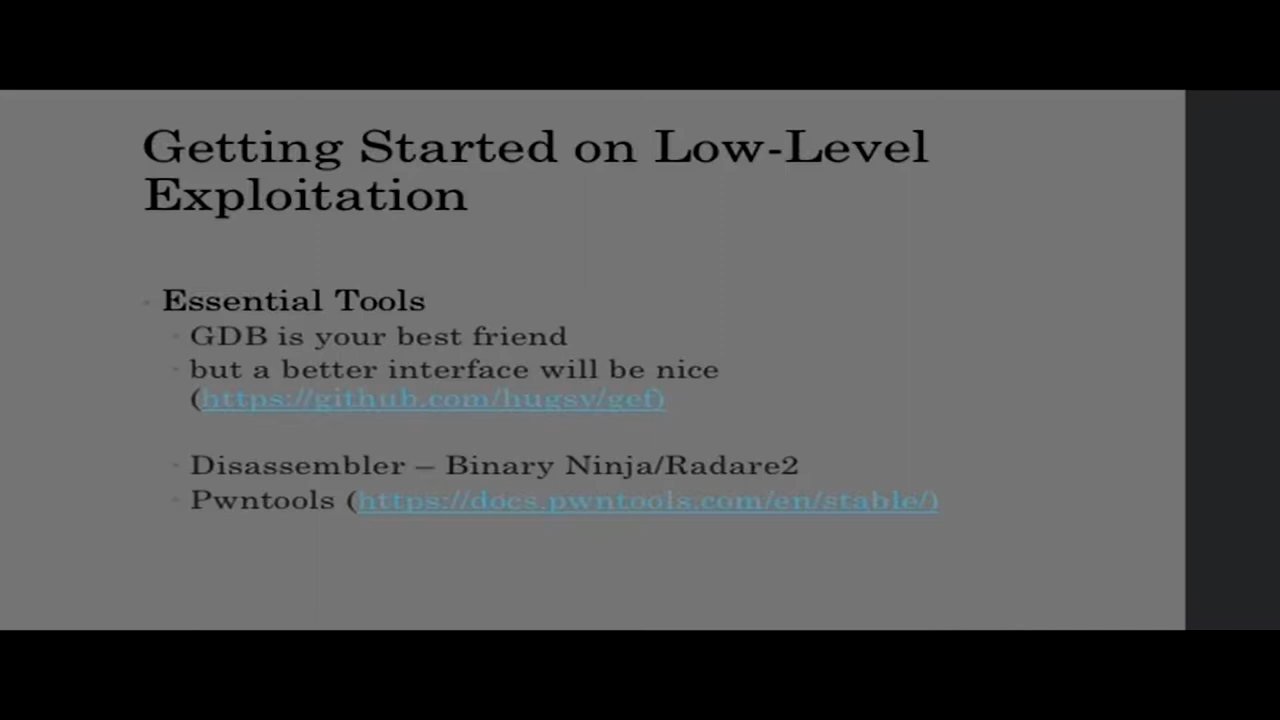 Getting Started on Low-Level
Exploitation
Essential Tools
GDB is your best friend
but a better interface will be nice
(https://github.com/hugsy/gef)
Disassembler – Binary Ninja/Radare2
Pwntools (https://docs.pwntools.com/en/stable/)